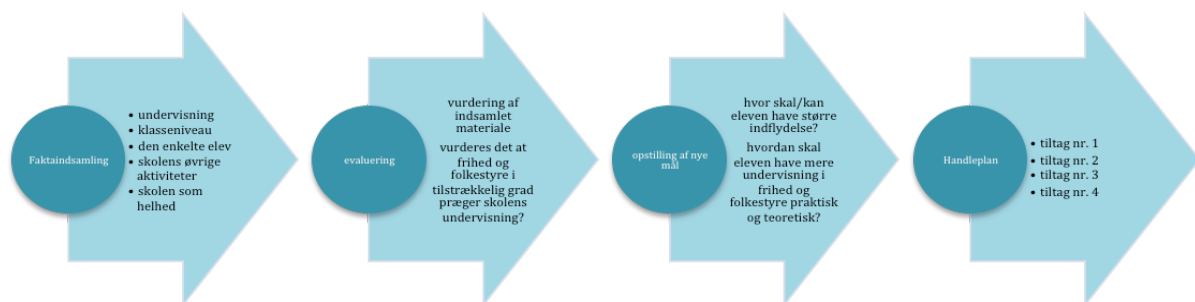 Faktaindsamling
• undervisning
• klasseniveau
• den enkelte elev
• skolens øvrige
aktiviteter
• skolen som
helhed
evaluering
vurdering af
indsamlet
materiale
vurderes det at
frihed og
folkestyre i
tilstrækkelig grad
præger skolens
undervisning?
opstilling af nye
mål
hvor skal/kan
eleven have større
indflydelse?
hvordan skal
eleven have mere
undervisning i
frihed og
folkestyre praktisk
og teoretisk?
Handleplan
• tiltag nr. 1
• tiltag nr. 2
• tiltag nr. 3
• tiltag nr. 4